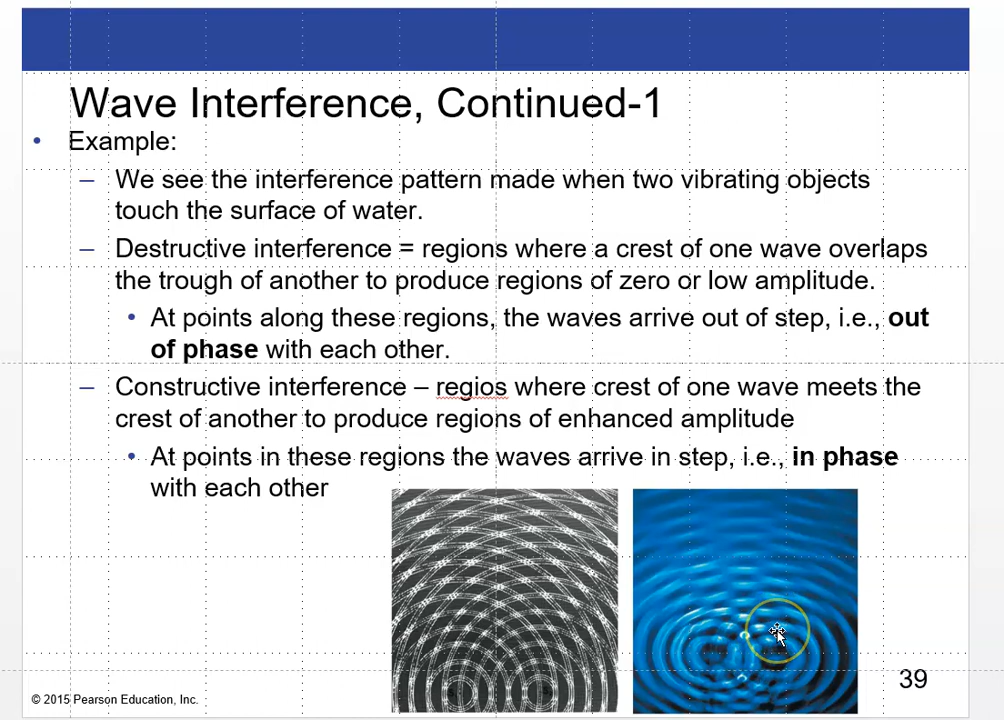 Wave Interference, Continued-1
• Example:
– We see the interference pattern made when two vibrating objects
touch the surface of water.
– Destructive interference = regions where a crest of one wave overlaps
the trough of another to produce regions of zero or low amplitude.
• At points along these regions, the waves arrive out of step, i.e., out
of phase with each other.
– Constructive interference – regios where crest of one wave meets the
crest of another to produce regions of enhanced amplitude
• At points in these regions the waves arrive in step, i.e., in phase
with each other
39
© 2015 Pearson Education, Inc.